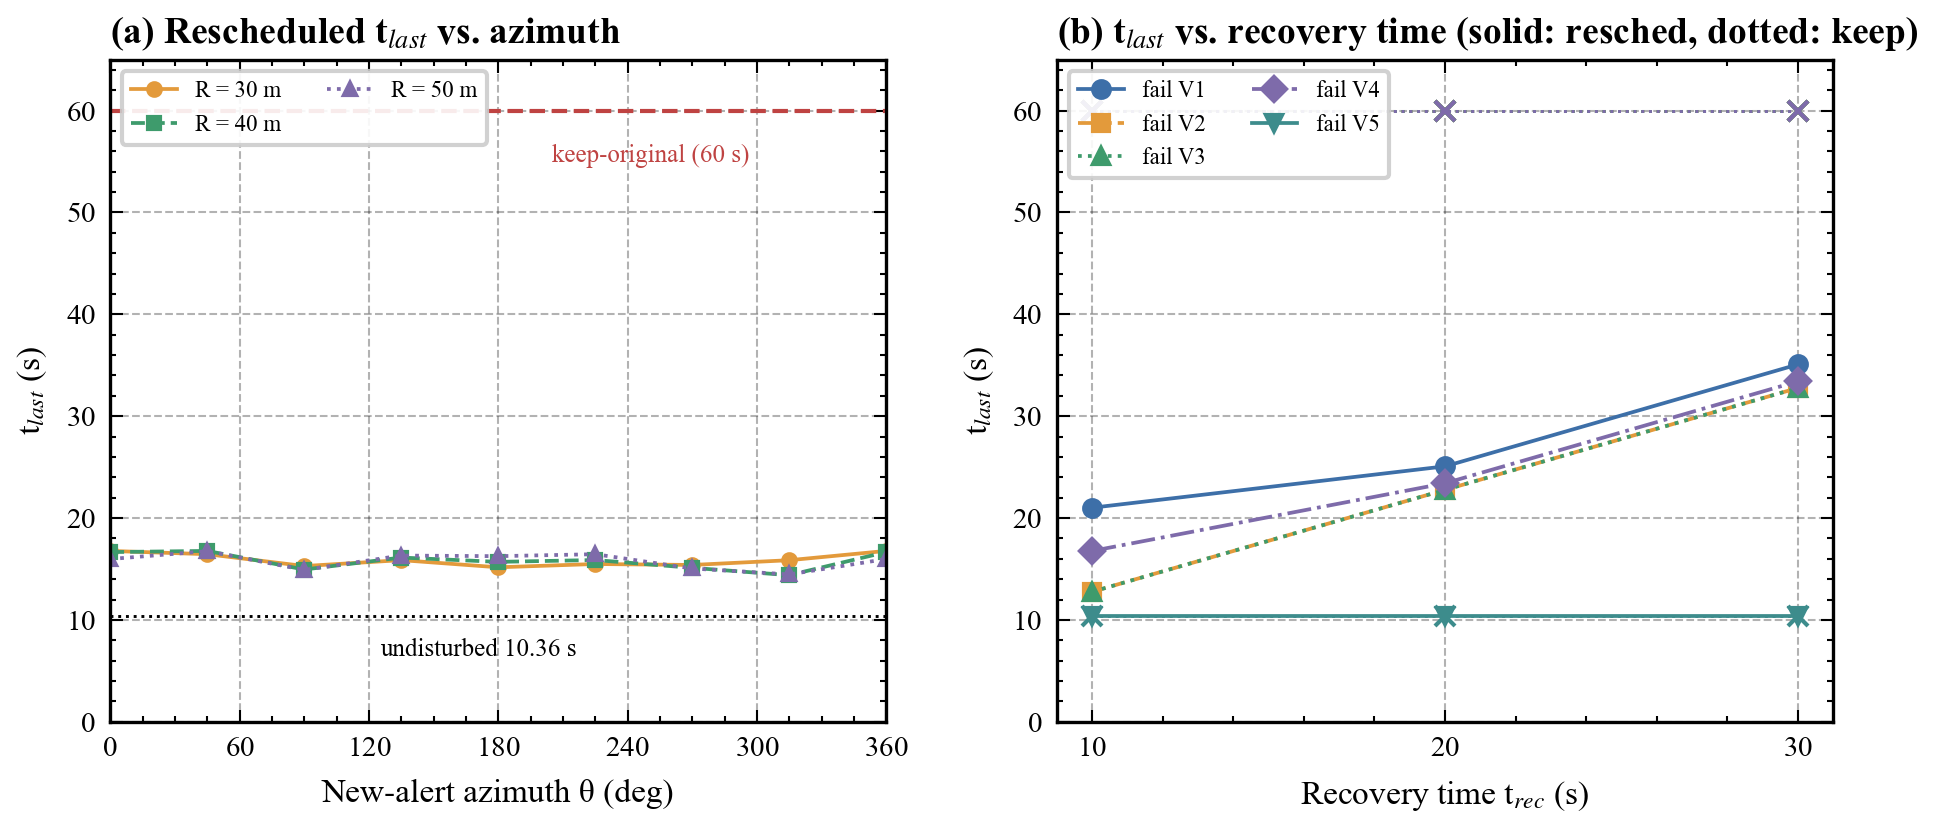 (a) Rescheduled t_last vs. azimuth
R = 30 m
R = 40 m
R = 50 m
keep-original (60 s)
undisturbed 10.36 s
60
50
40
30
20
10
0
t_last (s)
0 60 120 180 240 300 360
New-alert azimuth θ (deg)
(b) t_last vs. recovery time (solid: resched, dotted: keep)
fail V1
fail V2
fail V3
fail V4
fail V5
60
50
40
30
20
10
0
t_last (s)
10 20 30
Recovery time t_rec (s)